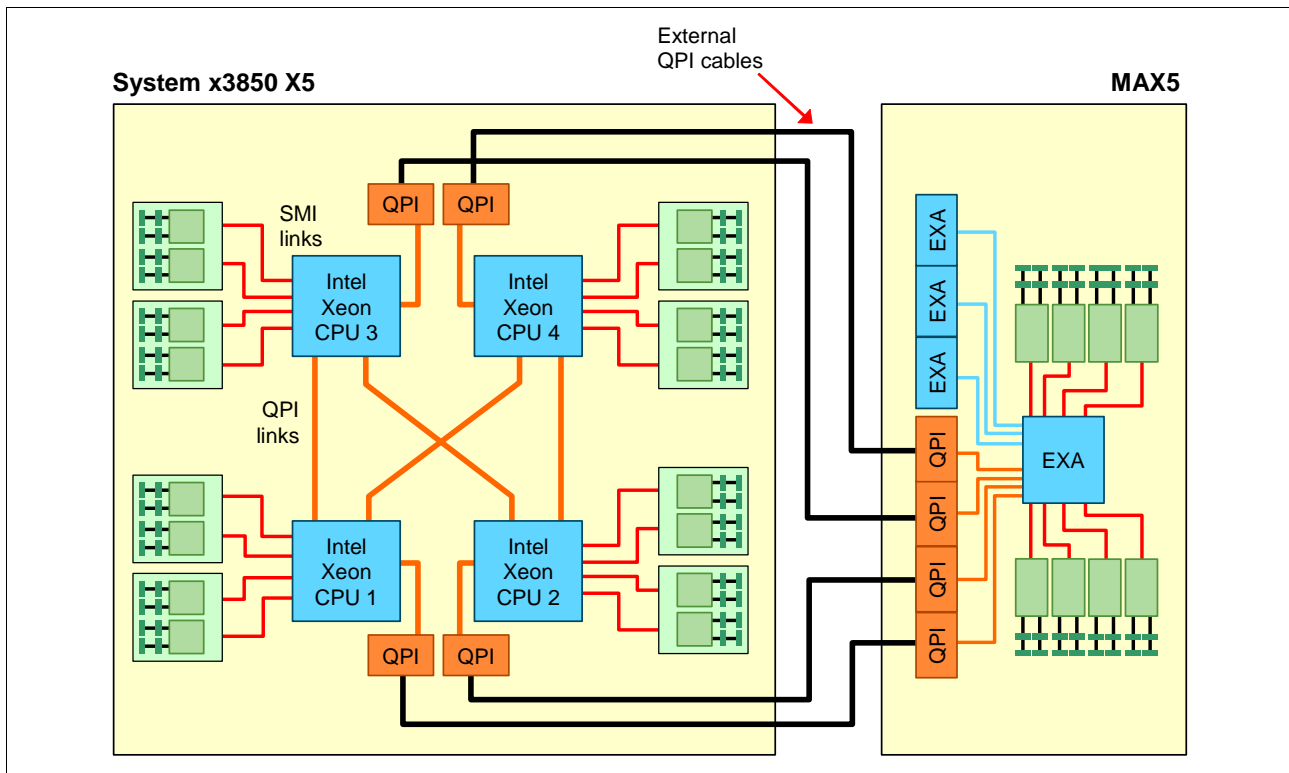 External
QPI cables
System x3850 X5
MAX5
QPI
QPI
SMI
links
Intel
Xeon
CPU 3
Intel
Xeon
CPU 4
QPI
links
Intel
Xeon
CPU 1
Intel
Xeon
CPU 2
QPI
QPI
EXA
EXA
EXA
QPI
QPI
QPI
QPI
EXA